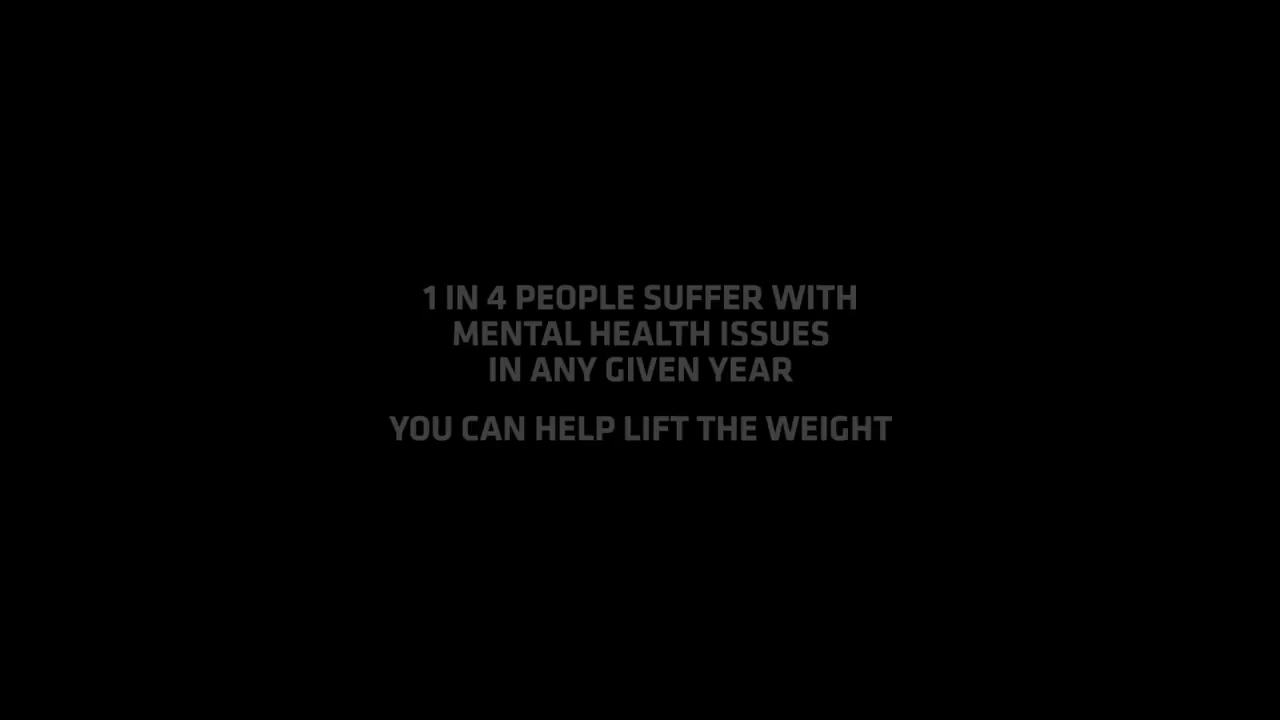 1 IN 4 PEOPLE SUFFER WITH
MENTAL HEALTH ISSUES
IN ANY GIVEN YEAR
YOU CAN HELP LIFT THE WEIGHT